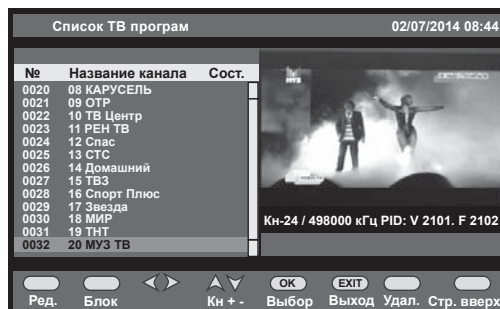 Список ТВ програм 02/07/2014 08:44
№ Название канала Сост.
0020 08 КАРУСЕЛЬ
0021 09 ОТР
0022 10 ТВ Центр
0023 11 РЕН ТВ
0024 12 Спас
0025 13 СТС
0026 14 Домашний
0027 15 ТВ3
0028 16 Спорт Плюс
0029 17 Звезда
0030 18 МИР
0031 19 ТНТ
0032 20 МУЗ ТВ
Кн-24 / 498000 кГц PID: V 2101. F 2102
OK EXIT
Ред. Блок Кн + - Выбор Выход Удал. Стр. вверх